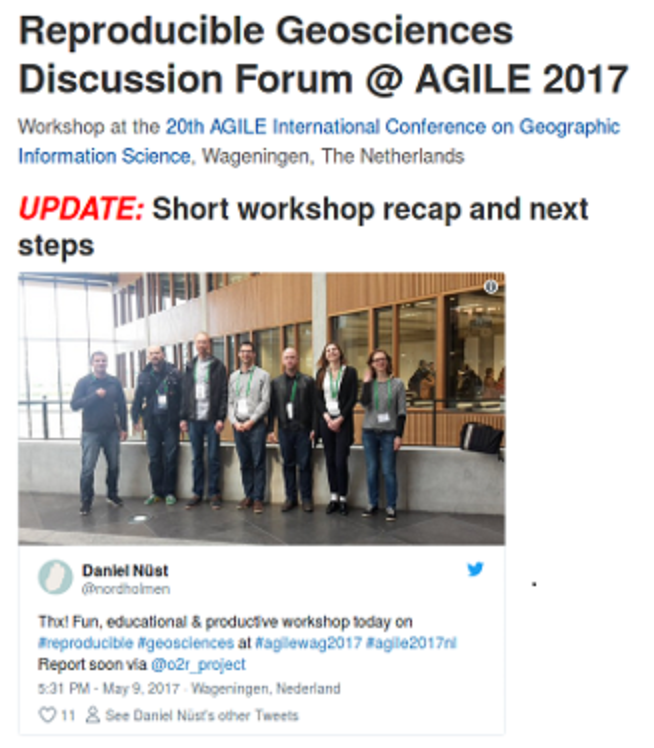 Reproducible Geosciences
Discussion Forum @ AGILE 2017
Workshop at the 20th AGILE International Conference on Geographic
Information Science, Wageningen, The Netherlands
UPDATE: Short workshop recap and next
steps
Daniel Nüst
@nordholmen
Thx! Fun, educational & productive workshop today on
#reproducible #geosciences at #agilewag2017 #agile2017nl
Report soon via @o2r_project
5:31 PM - May 9, 2017 · Wageningen, Nederland
11 See Daniel Nüst's other Tweets
.